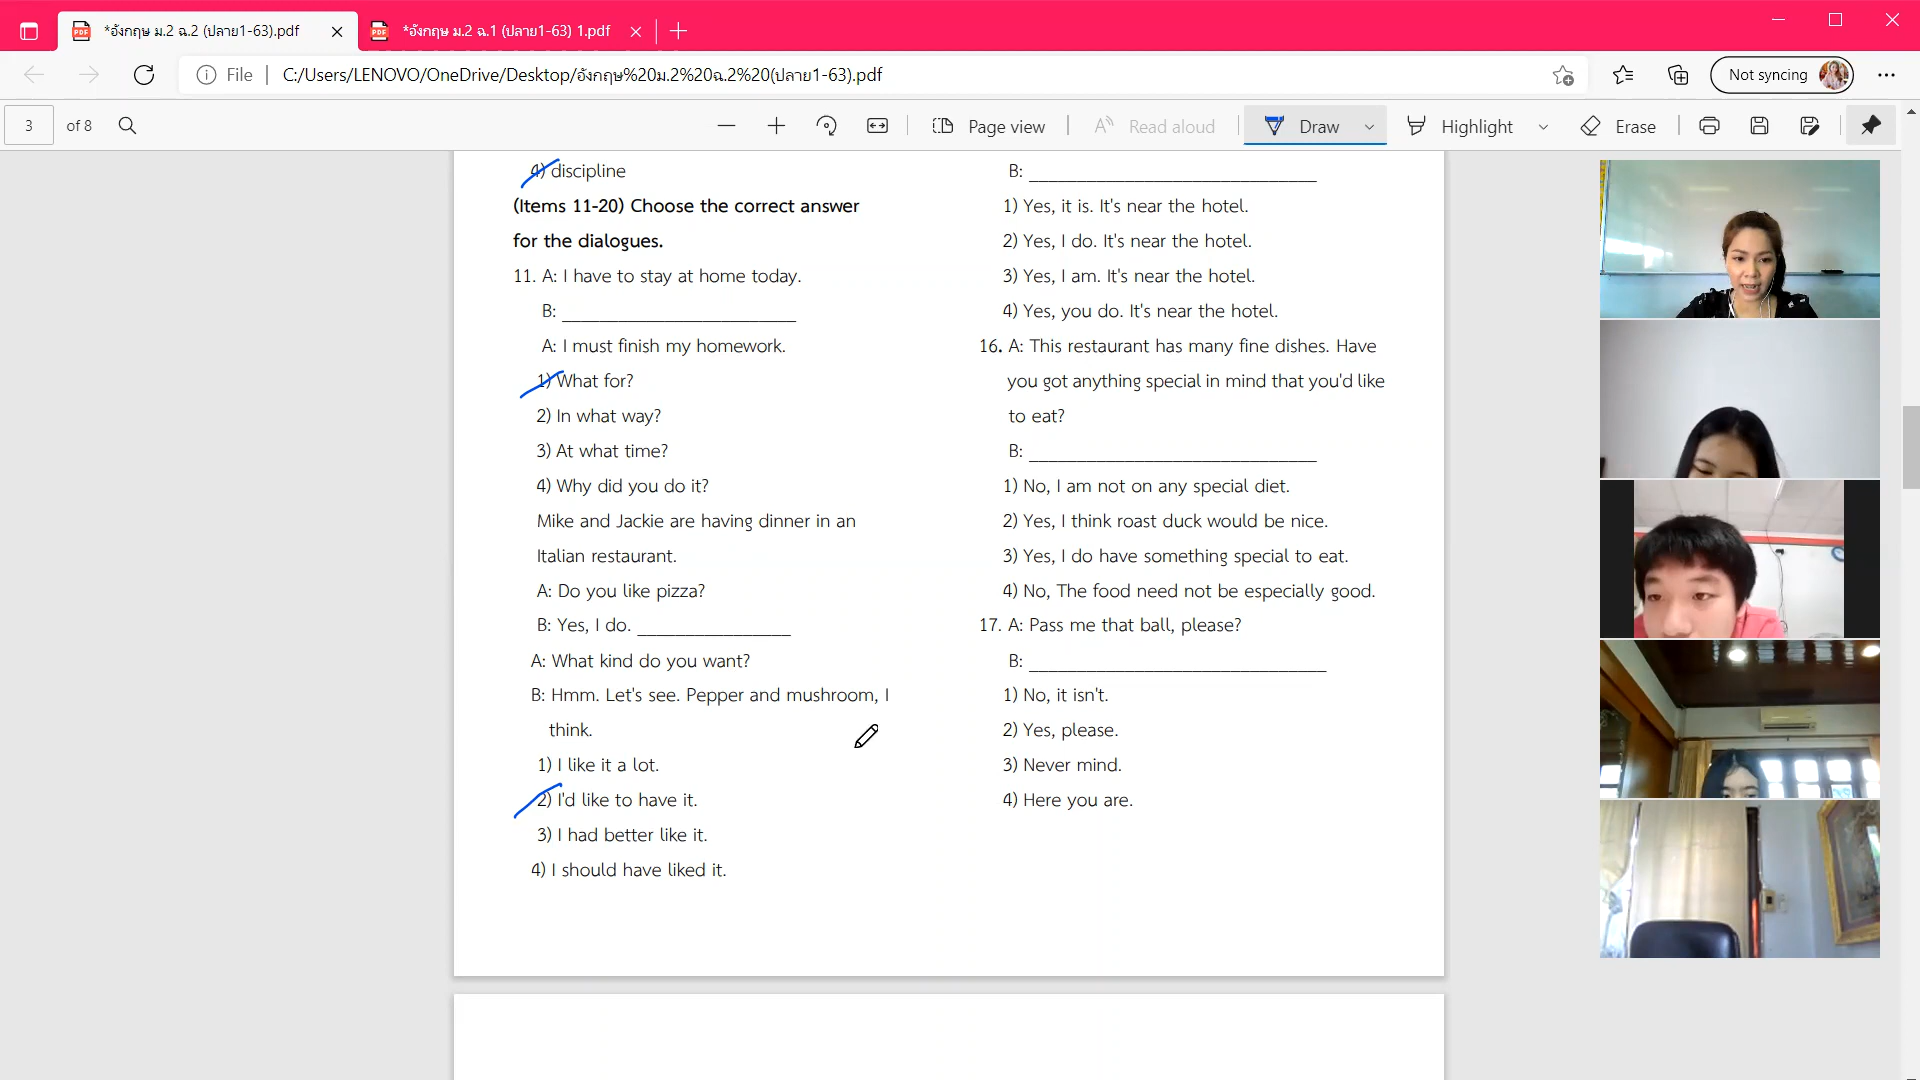 *อังกฤษ ม.2 ฉ.2 (ปลาย1-63).pdf
*อังกฤษ ม.2 ฉ.1 (ปลาย1-63) 1.pdf
File
C:/Users/LENOVO/OneDrive/Desktop/อังกฤษ%20ม.2%20ฉ.2%20(ปลาย1-63).pdf
Not syncing
3 of 8
Page view
Read aloud
Draw
Highlight
Erase
4) discipline
(Items 11-20) Choose the correct answer
for the dialogues.
11. A: I have to stay at home today.
B: ________________________
A: I must finish my homework.
1) What for?
2) In what way?
3) At what time?
4) Why did you do it?
Mike and Jackie are having dinner in an
Italian restaurant.
A: Do you like pizza?
B: Yes, I do. ________________
A: What kind do you want?
B: Hmm. Let's see. Pepper and mushroom, I
think.
1) I like it a lot.
2) I'd like to have it.
3) I had better like it.
4) I should have liked it.
B: ______________________________
1) Yes, it is. It's near the hotel.
2) Yes, I do. It's near the hotel.
3) Yes, I am. It's near the hotel.
4) Yes, you do. It's near the hotel.
16. A: This restaurant has many fine dishes. Have
you got anything special in mind that you'd like
to eat?
B: ______________________________
1) No, I am not on any special diet.
2) Yes, I think roast duck would be nice.
3) Yes, I do have something special to eat.
4) No, The food need not be especially good.
17. A: Pass me that ball, please?
B: _______________________________
1) No, it isn't.
2) Yes, please.
3) Never mind.
4) Here you are.